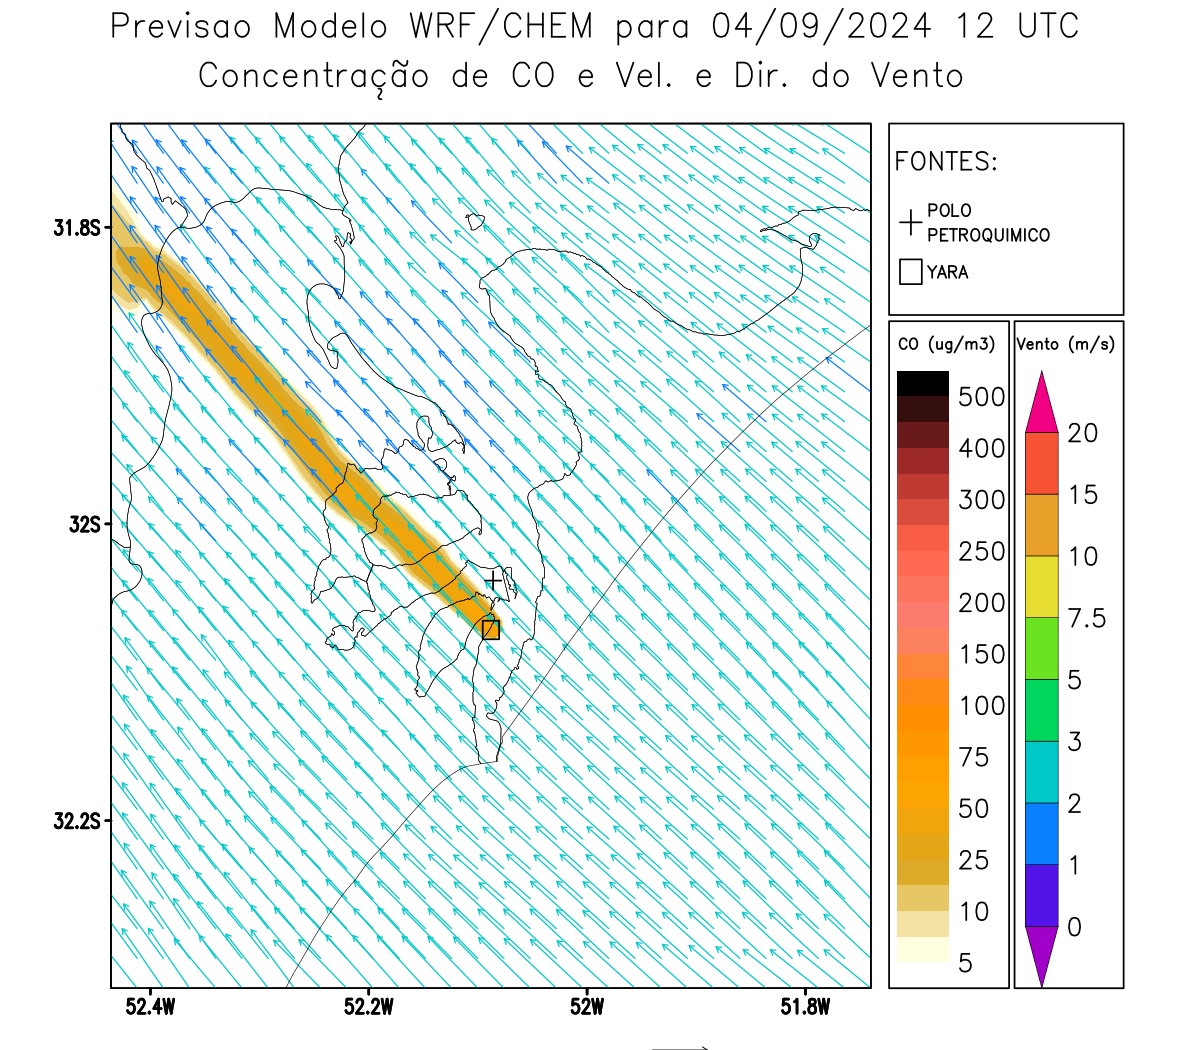 Previsao Modelo WRF/CHEM para 04/09/2024 12 UTC
Concentração de CO e Vel. e Dir. do Vento
FONTES:
POLO
PETROQUIMICO
YARA
CO (ug/m3)
500
400
300
250
200
150
100
75
50
25
10
5
Vento (m/s)
20
15
10
7.5
5
3
2
1
0
31.8S
32S
32.2S
52.4W
52.2W
52W
51.8W